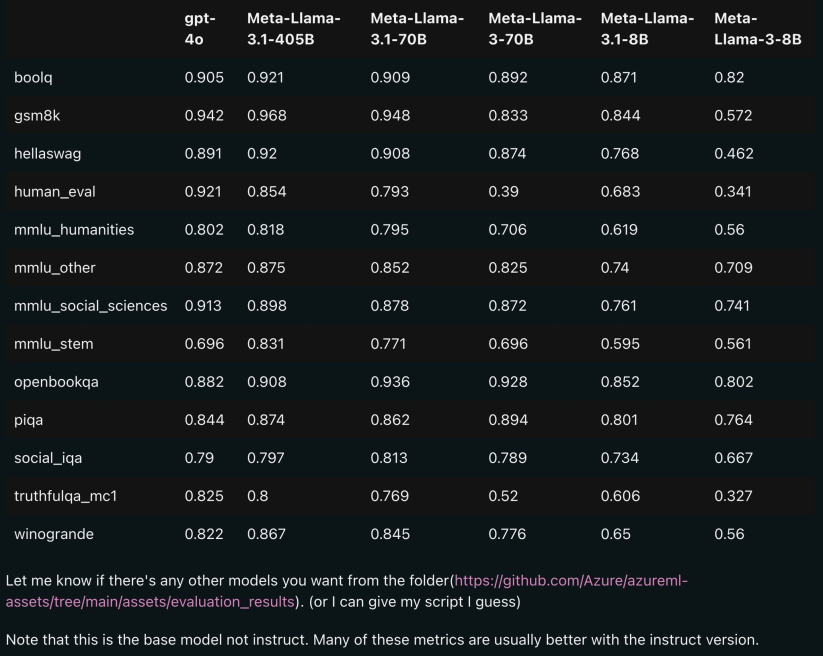 gpt-4o Meta-Llama-3.1-405B Meta-Llama-3.1-70B Meta-Llama-3-70B Meta-Llama-3.1-8B Meta-Llama-3-8B
boolq 0.905 0.921 0.909 0.892 0.871 0.82
gsm8k 0.942 0.968 0.948 0.833 0.844 0.572
hellaswag 0.891 0.92 0.908 0.874 0.768 0.462
human_eval 0.921 0.854 0.793 0.39 0.683 0.341
mmlu_humanities 0.802 0.818 0.795 0.706 0.619 0.56
mmlu_other 0.872 0.875 0.852 0.825 0.74 0.709
mmlu_social_sciences 0.913 0.898 0.878 0.872 0.761 0.741
mmlu_stem 0.696 0.831 0.771 0.696 0.595 0.561
openbookqa 0.882 0.908 0.936 0.928 0.852 0.802
piqa 0.844 0.874 0.862 0.894 0.801 0.764
social_iqa 0.79 0.797 0.813 0.789 0.734 0.667
truthfulqa_mc1 0.825 0.8 0.769 0.52 0.606 0.327
winogrande 0.822 0.867 0.845 0.776 0.65 0.56
Let me know if there's any other models you want from the folder(https://github.com/Azure/azureml-
assets/tree/main/assets/evaluation_results). (or I can give my script I guess)
Note that this is the base model not instruct. Many of these metrics are usually better with the instruct version.